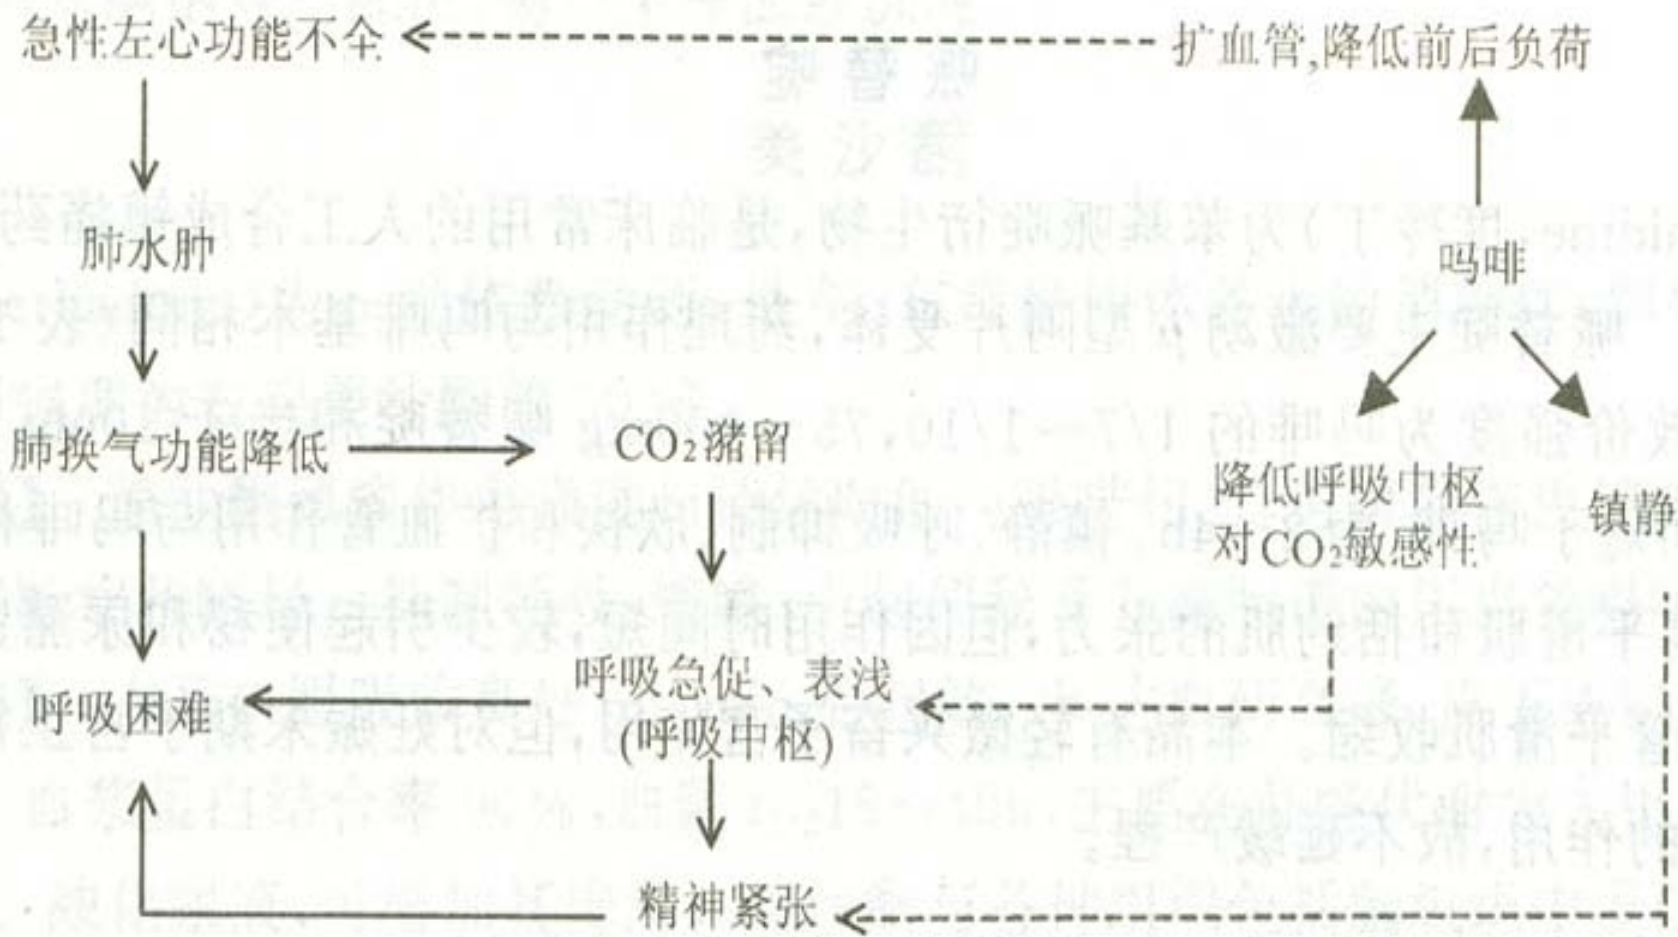 急性左心功能不全
扩血管,降低前后负荷
肺水肿
吗啡
肺换气功能降低
CO₂潴留
降低呼吸中枢
对CO₂敏感性
镇静
呼吸困难
呼吸急促、表浅
(呼吸中枢)
精神紧张